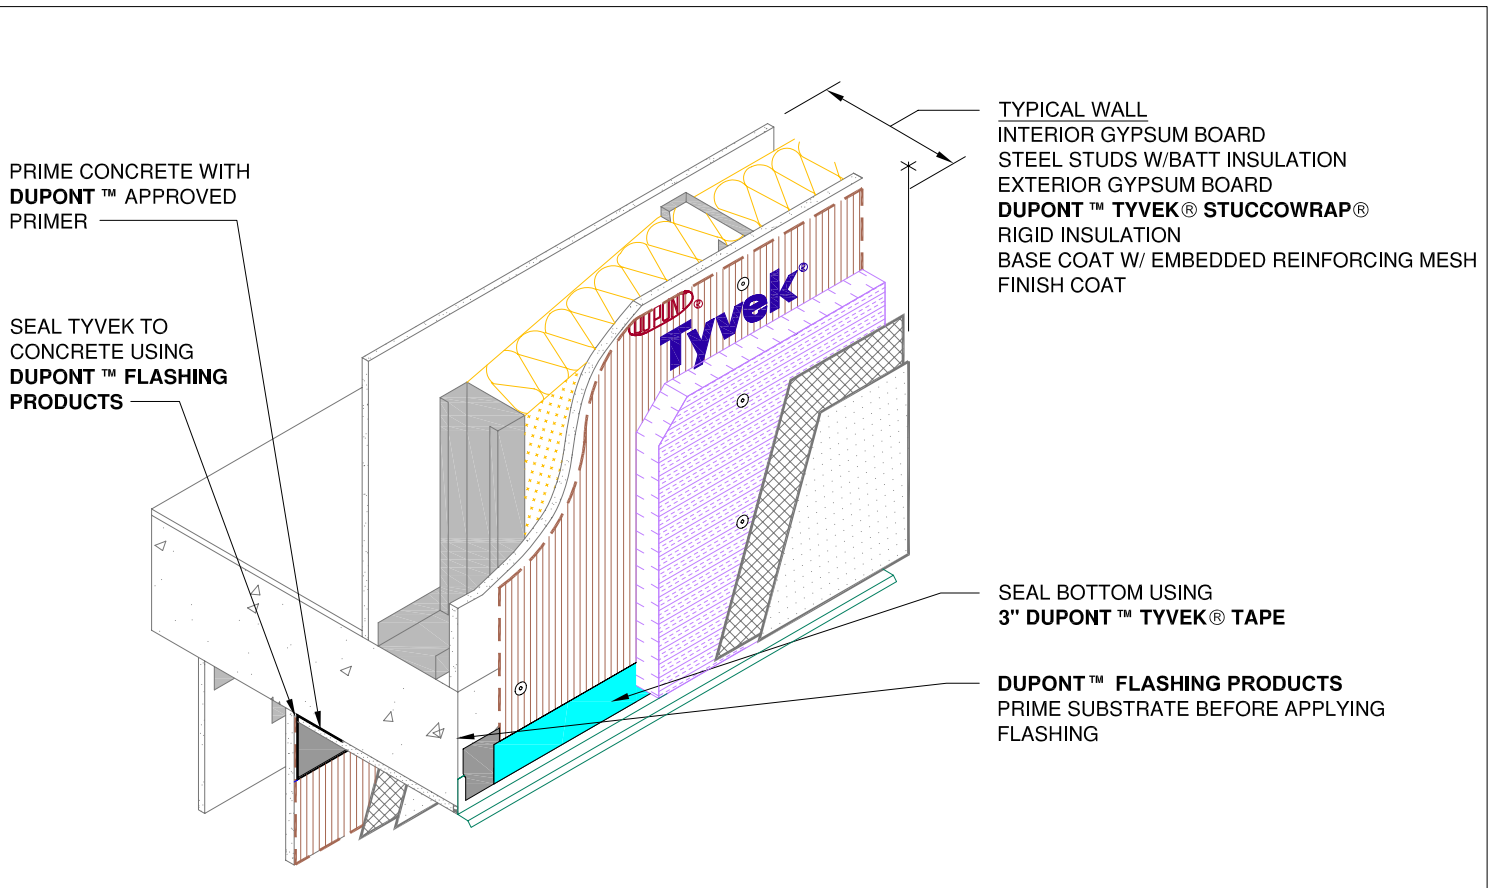 PRIME CONCRETE WITH
DUPONT ™ APPROVED
PRIMER
SEAL TYVEK TO
CONCRETE USING
DUPONT ™ FLASHING
PRODUCTS
TYPICAL WALL
INTERIOR GYPSUM BOARD
STEEL STUDS W/BATT INSULATION
EXTERIOR GYPSUM BOARD
DUPONT ™ TYVEK® STUCCOWRAP®
RIGID INSULATION
BASE COAT W/ EMBEDDED REINFORCING MESH
FINISH COAT
DUPONT®
Tyvek®
SEAL BOTTOM USING
3" DUPONT ™ TYVEK® TAPE
DUPONT ™ FLASHING PRODUCTS
PRIME SUBSTRATE BEFORE APPLYING
FLASHING